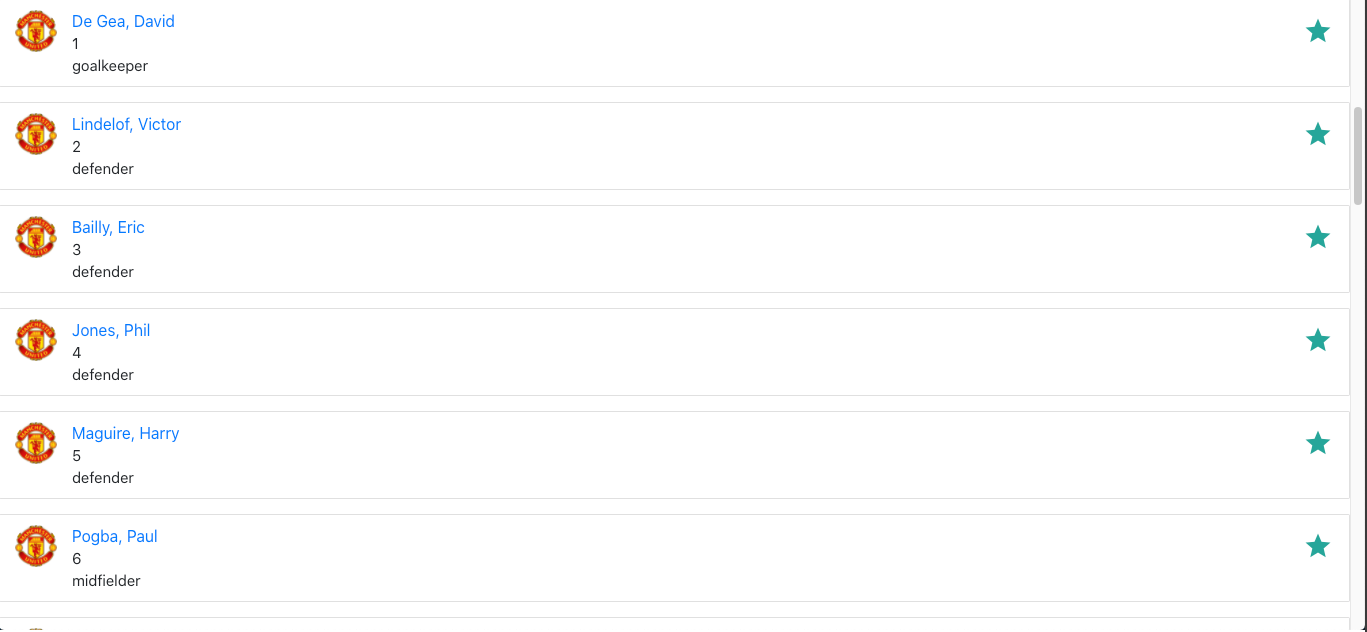 De Gea, David
1
goalkeeper
Lindelof, Victor
2
defender
Bailly, Eric
3
defender
Jones, Phil
4
defender
Maguire, Harry
5
defender
Pogba, Paul
6
midfielder